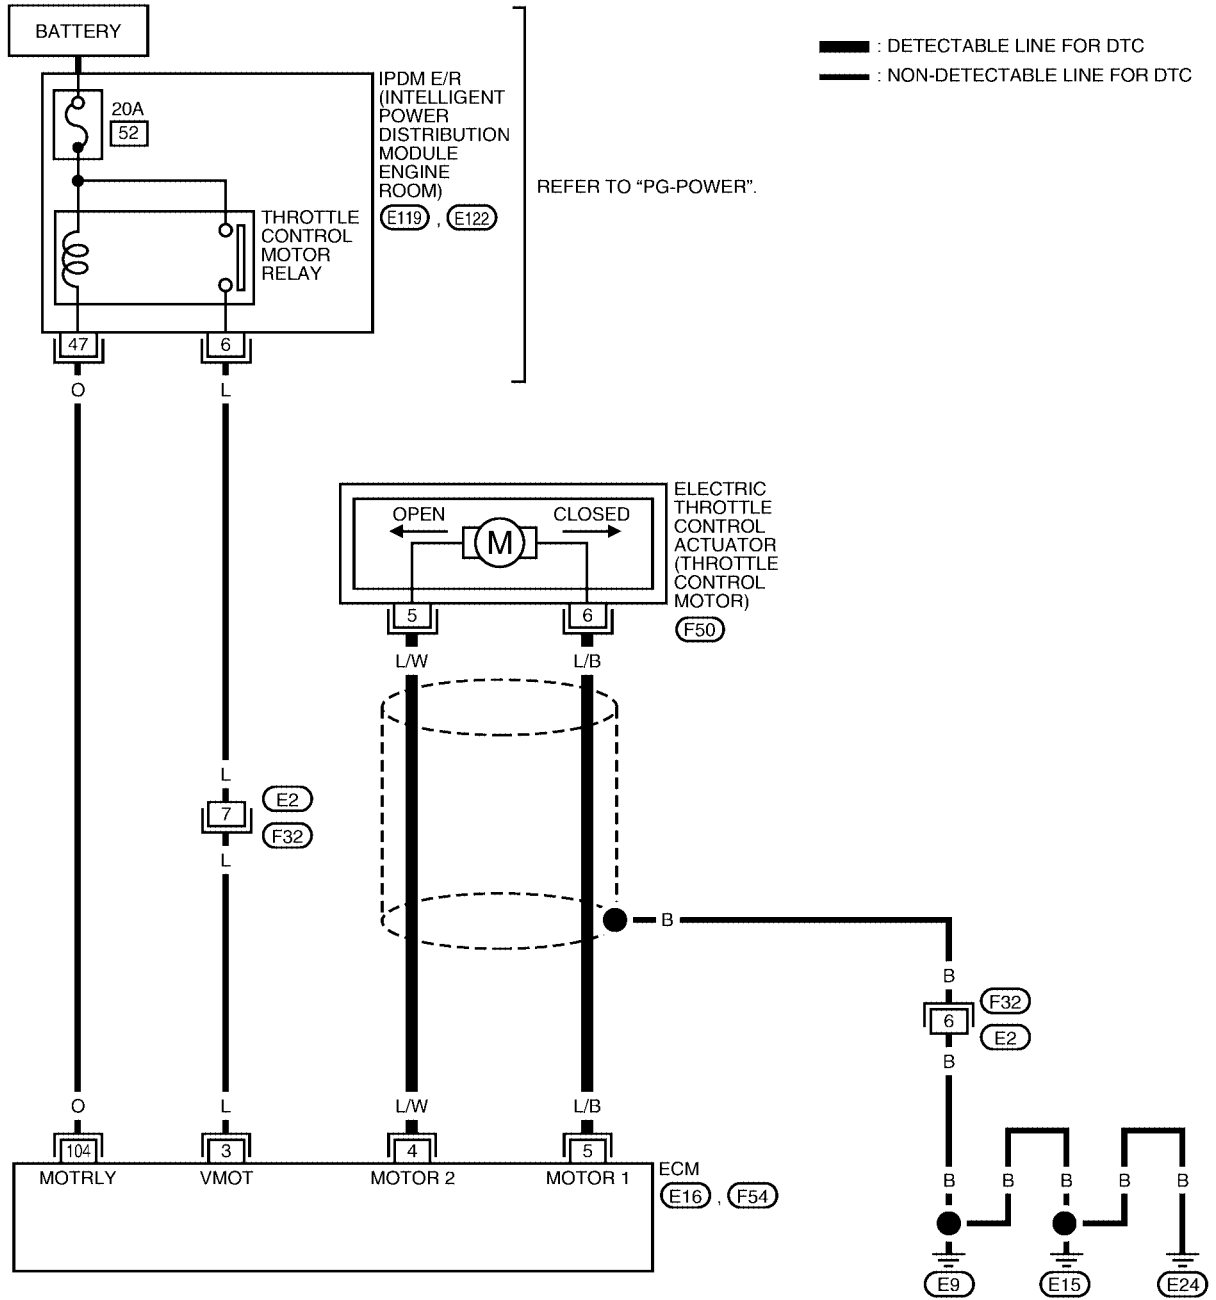 BATTERY
: DETECTABLE LINE FOR DTC
: NON-DETECTABLE LINE FOR DTC
20A
52
IPDM E/R
(INTELLIGENT
POWER
DISTRIBUTION
MODULE
ENGINE
ROOM)
E119 , E122
REFER TO “PG-POWER”.
THROTTLE
CONTROL
MOTOR
RELAY
47
6
O
L
OPEN
CLOSED
M
ELECTRIC
THROTTLE
CONTROL
ACTUATOR
(THROTTLE
CONTROL
MOTOR)
F50
5
6
L/W
L/B
L
7
E2
F32
L
B
B
6
F32
E2
B
O
L
L/W
L/B
104
3
4
5
MOTRLY
VMOT
MOTOR 2
MOTOR 1
ECM
E16 , F54
B
B
B
B
B
E9
E15
E24